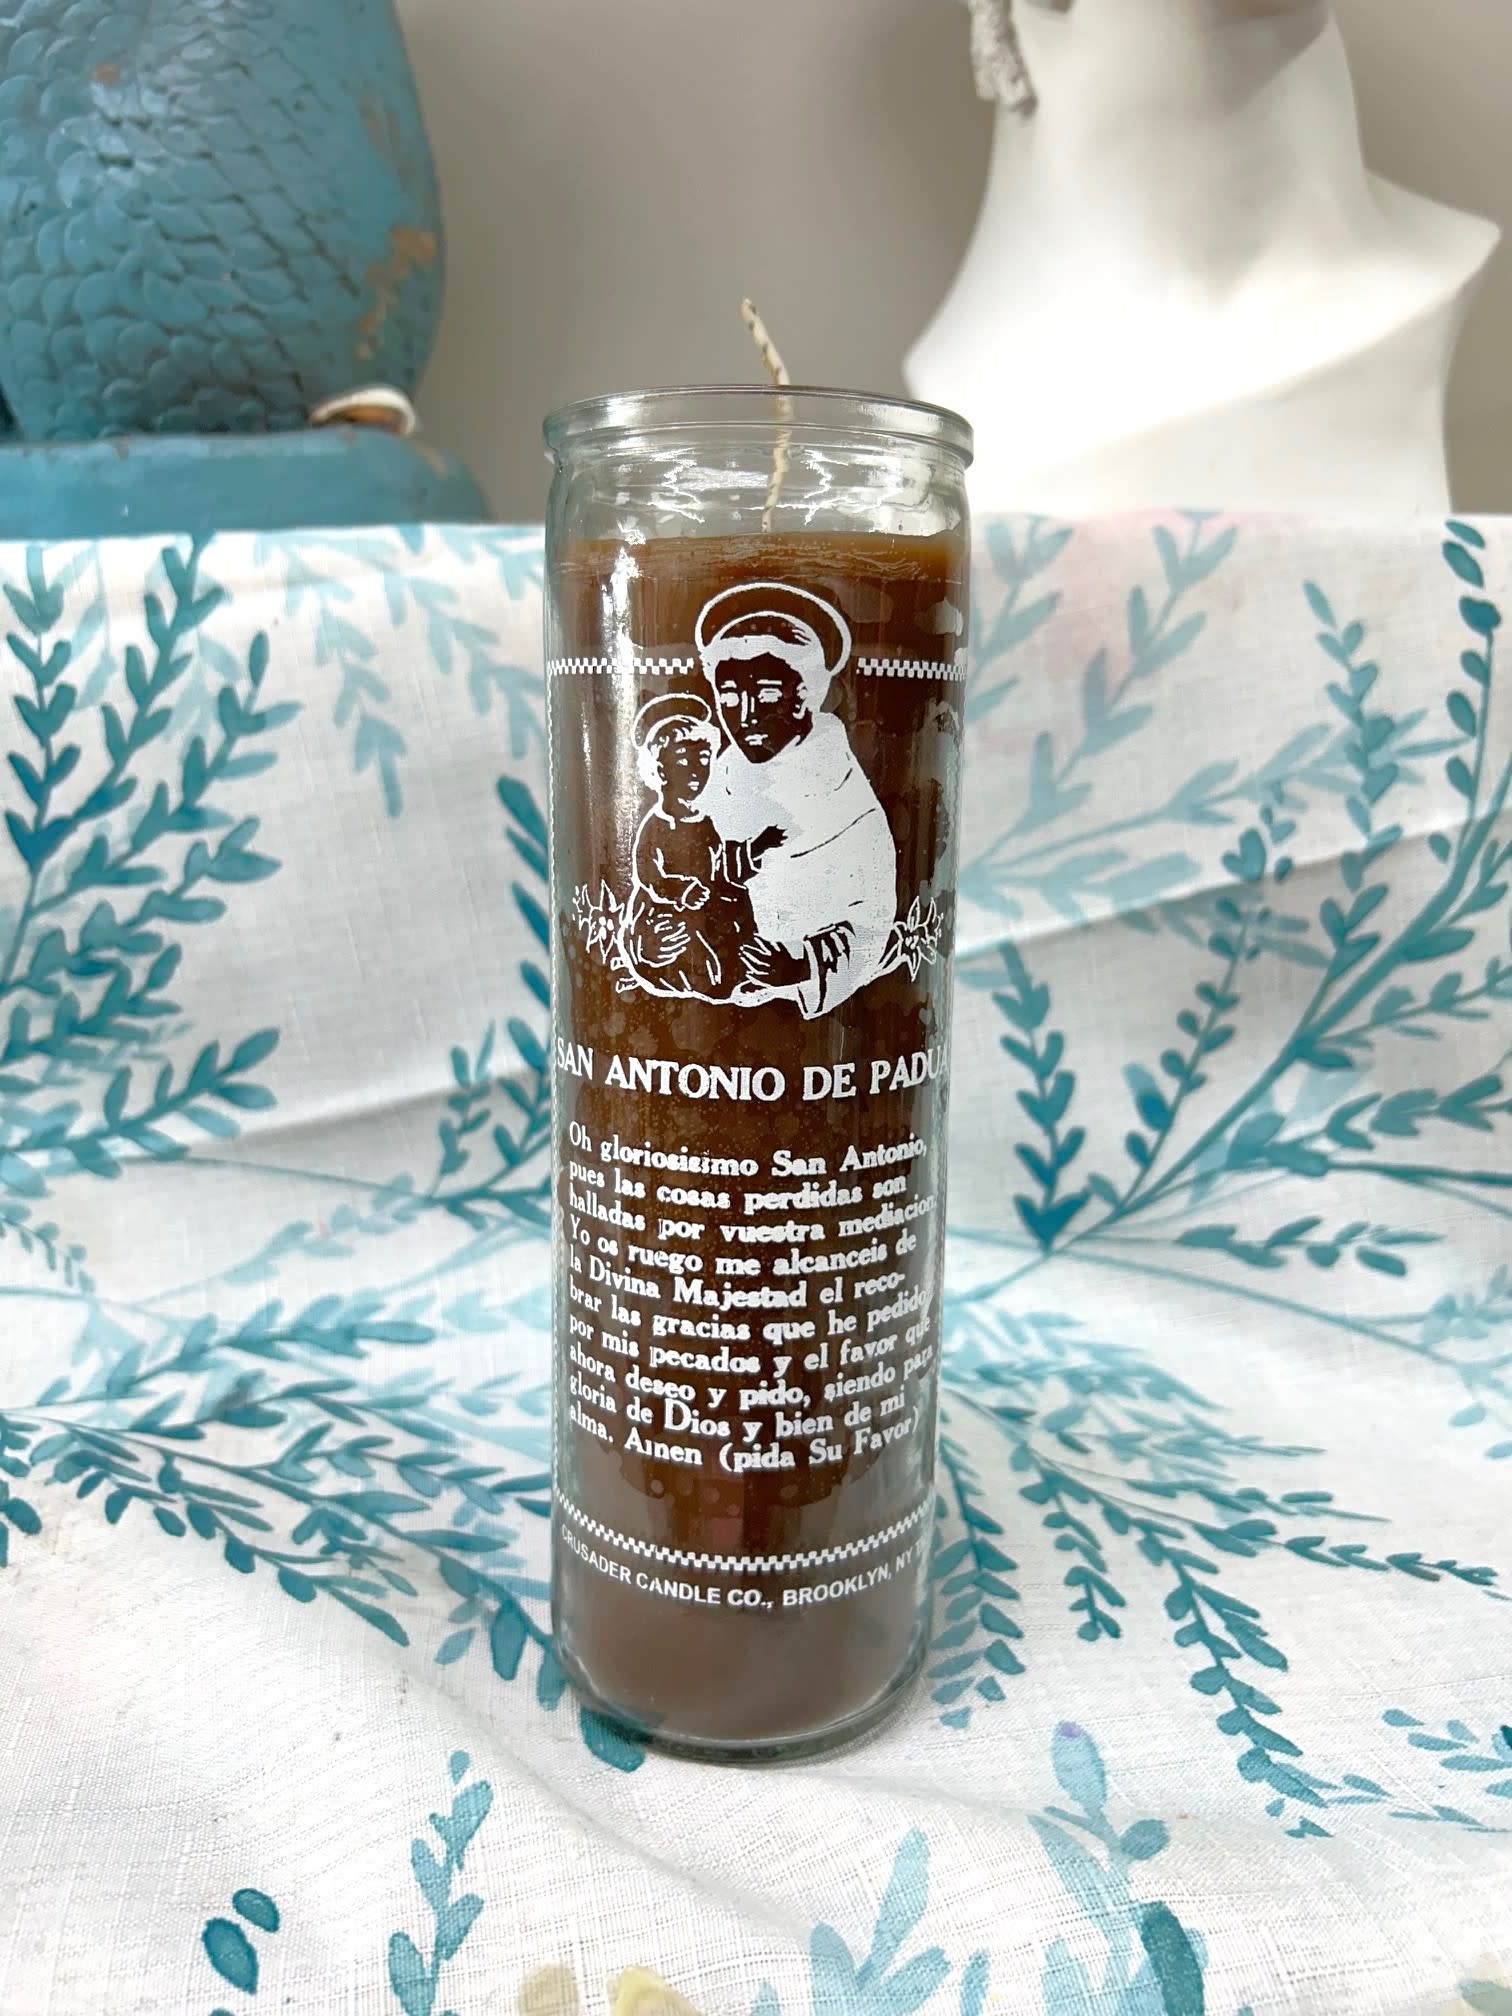 SAN ANTONIO DE PADUA
Oh gloriosisimo San Antonio,
pues las cosas perdidas son
halladas por vuestra mediacion.
Yo os ruego me alcanceis de
la Divina Majestad el reco-
brar las gracias que he pedido
por mis pecados y el favor que
ahora deseo y pido, siendo para
gloria de Dios y bien de mi
alma. Amen (pida Su Favor)
CRUSADER CANDLE CO., BROOKLYN, NY